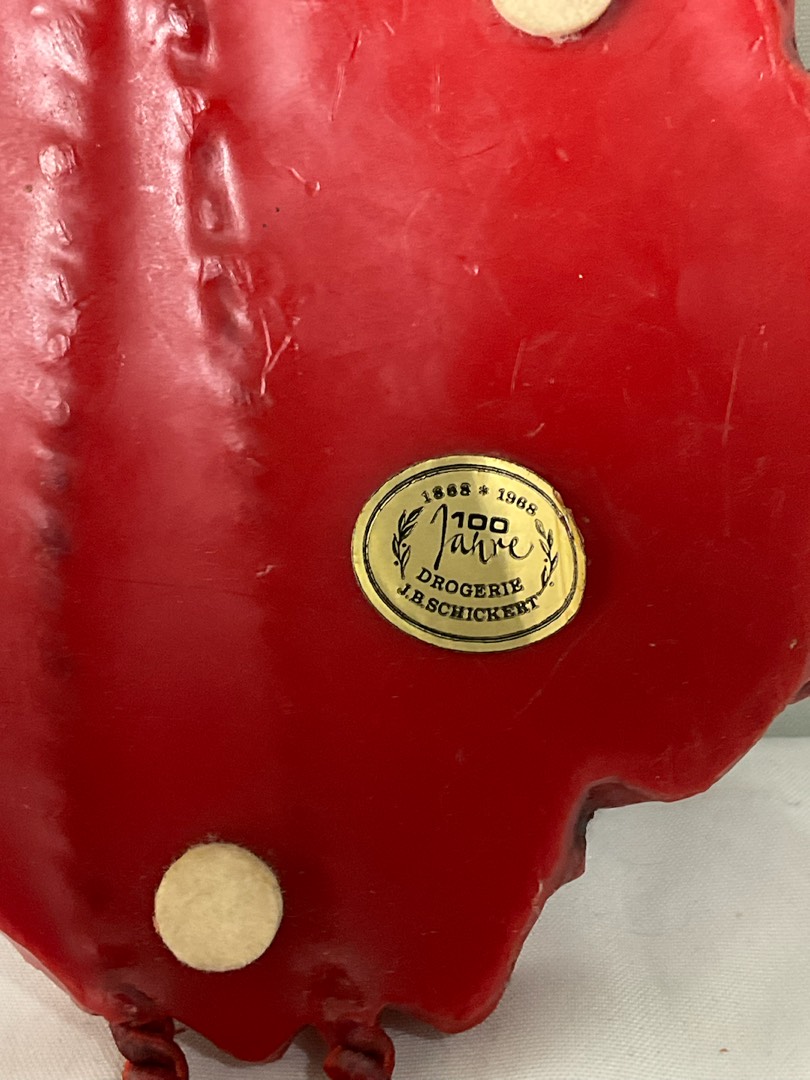 1868 * 1968
100
Jahre
DROGERIE
J.B.SCHICKERT